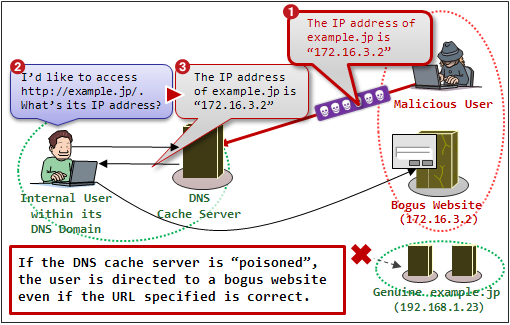 1
The IP address of
example.jp is
“172.16.3.2”
2
I’d like to access
http://example.jp/.
What’s its IP address?
3
The IP address
of example.jp is
“172.16.3.2”
Malicious User
Internal User
within its
DNS Domain
DNS
Cache Server
Bogus Website
(172.16.3.2)
If the DNS cache server is “poisoned”,
the user is directed to a bogus website
even if the URL specified is correct.
Genuine example.jp
(192.168.1.23)